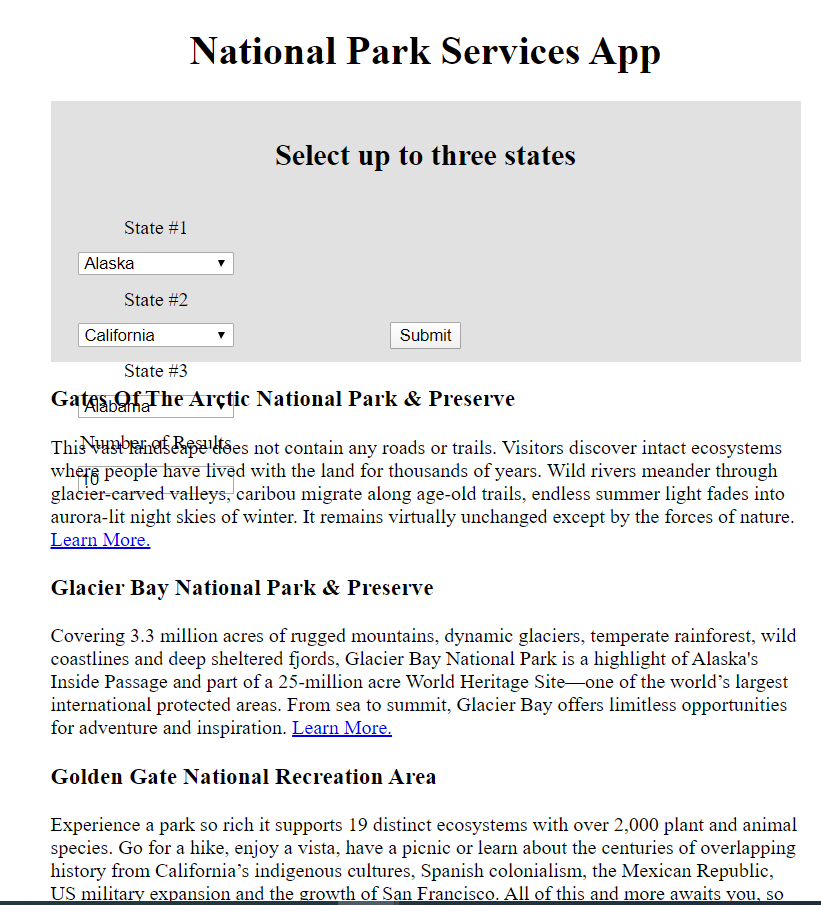 National Park Services App
Select up to three states
State #1
Alaska
State #2
California
Submit
State #3
Gates Of The Arctic National Park & Preserve
Alabama
Number of Results
This vast landscape does not contain any roads or trails. Visitors discover intact ecosystems
where people have lived with the land for thousands of years. Wild rivers meander through
10
glacier-carved valleys, caribou migrate along age-old trails, endless summer light fades into
aurora-lit night skies of winter. It remains virtually unchanged except by the forces of nature.
Learn More.
Glacier Bay National Park & Preserve
Covering 3.3 million acres of rugged mountains, dynamic glaciers, temperate rainforest, wild
coastlines and deep sheltered fjords, Glacier Bay National Park is a highlight of Alaska's
Inside Passage and part of a 25-million acre World Heritage Site—one of the world’s largest
international protected areas. From sea to summit, Glacier Bay offers limitless opportunities
for adventure and inspiration. Learn More.
Golden Gate National Recreation Area
Experience a park so rich it supports 19 distinct ecosystems with over 2,000 plant and animal
species. Go for a hike, enjoy a vista, have a picnic or learn about the centuries of overlapping
history from California’s indigenous cultures, Spanish colonialism, the Mexican Republic,
US military expansion and the growth of San Francisco. All of this and more awaits you, so